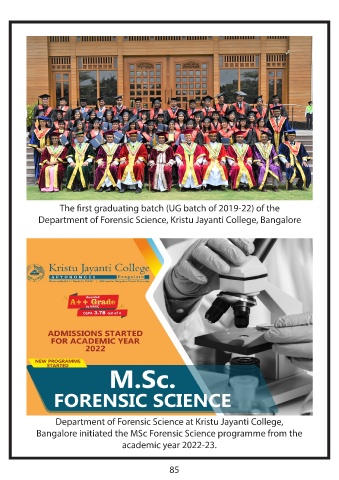 The first graduating batch (UG batch of 2019-22) of the
Department of Forensic Science, Kristu Jayanti College, Bangalore
Kristu Jayanti College
AUTONOMOUS Bengaluru
A++ Grade
CGPA 3.78 out of 4
ADMISSIONS STARTED
FOR ACADEMIC YEAR
2022
NEW PROGRAMME
STARTED
M.Sc.
FORENSIC SCIENCE
Department of Forensic Science at Kristu Jayanti College,
Bangalore initiated the MSc Forensic Science programme from the
academic year 2022-23.
85